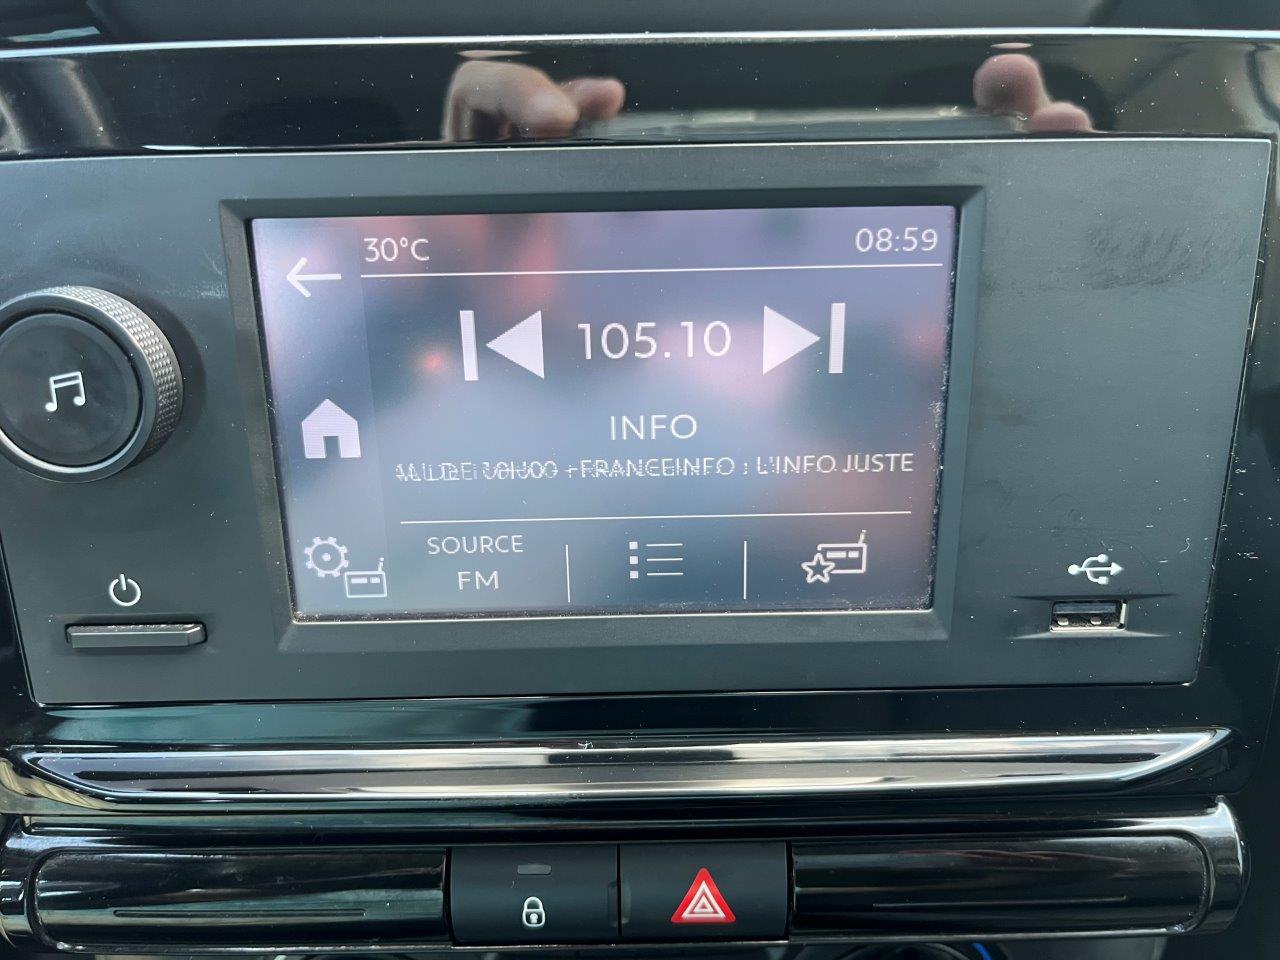 30°C
08:59
105.10
INFO
FRANCEINFO : L'INFO JUSTE
SOURCE
FM